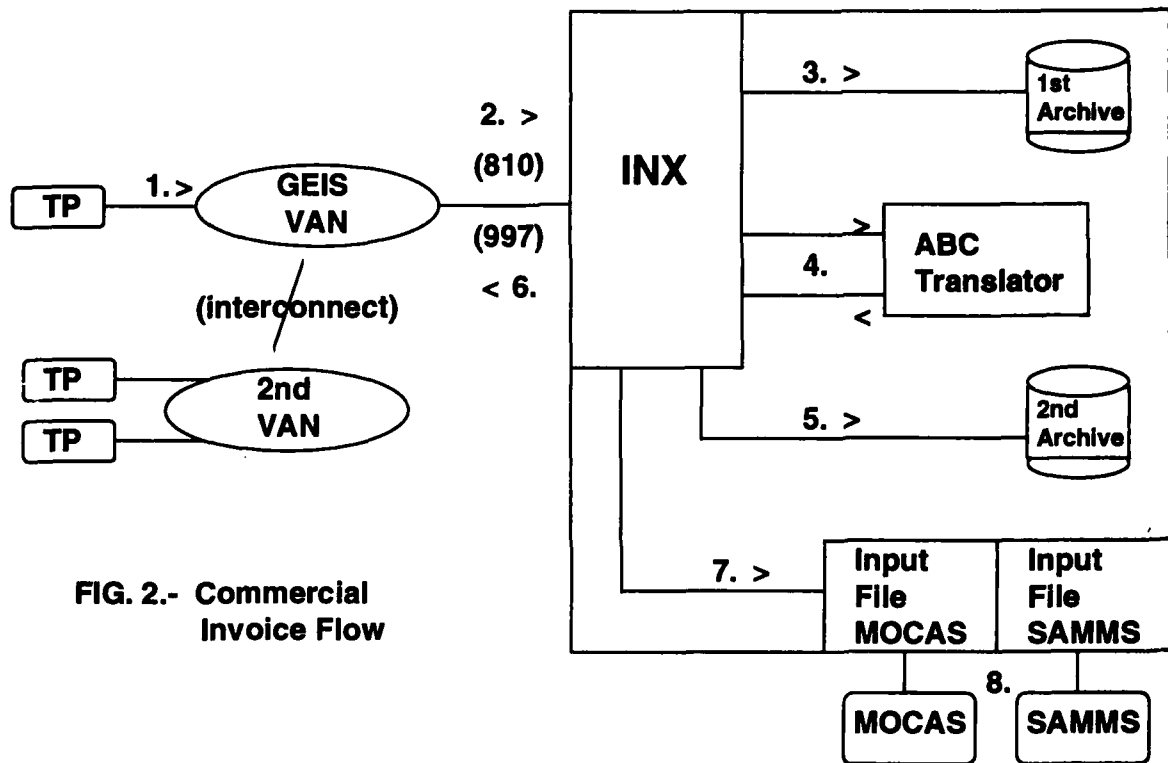 TP
1. >
GEIS
VAN
2. >
(810)
(997)
< 6.
(interconnect)
TP
TP
2nd
VAN
INX
3. >
1st
Archive
>
4.
<
ABC
Translator
5. >
2nd
Archive
7. >
Input
File
MOCAS
Input
File
SAMMS
8.
MOCAS
SAMMS
FIG. 2.- Commercial
Invoice Flow